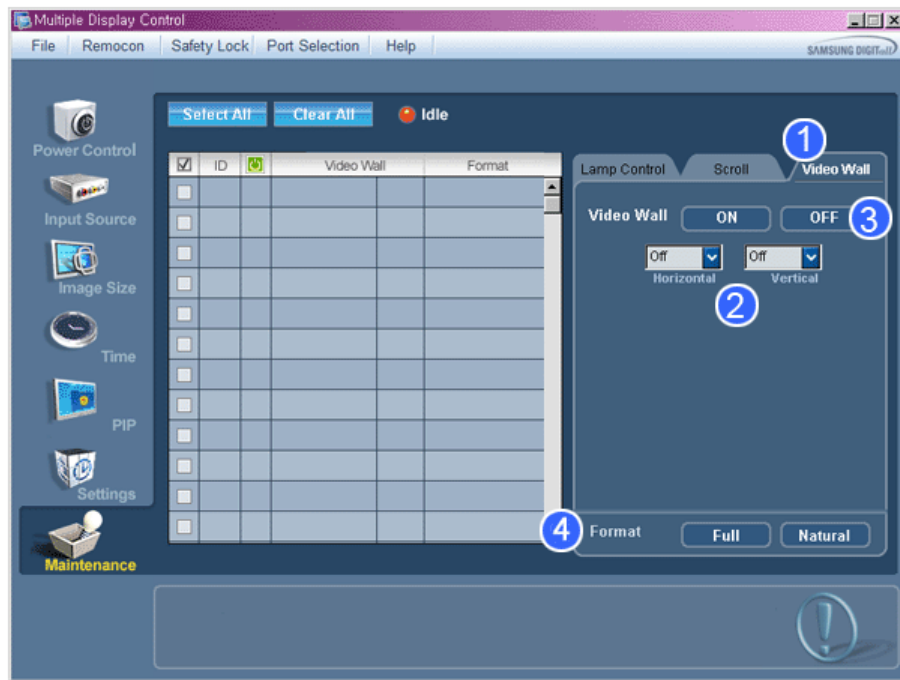 Multiple Display Control
File Remocon Safety Lock Port Selection Help
SAMSUNG DIGITall
Select All Clear All Idle
Power Control
Input Source
Image Size
Time
PIP
Settings
Maintenance
ID Video Wall Format
1
Lamp Control Scroll Video Wall
Video Wall ON OFF 3
Off Off
Horizontal Vertical
2
4 Format Full Natural